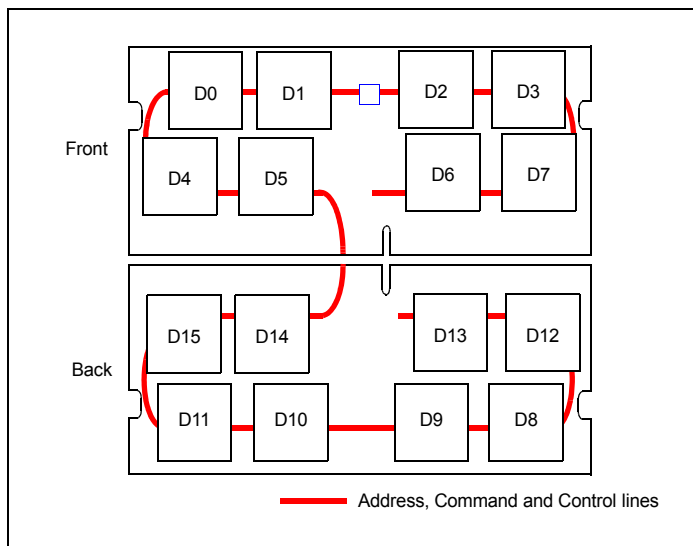 D0 D1 D2 D3
Front
D4 D5 D6 D7
D15 D14 D13 D12
Back
D11 D10 D9 D8
Address, Command and Control lines